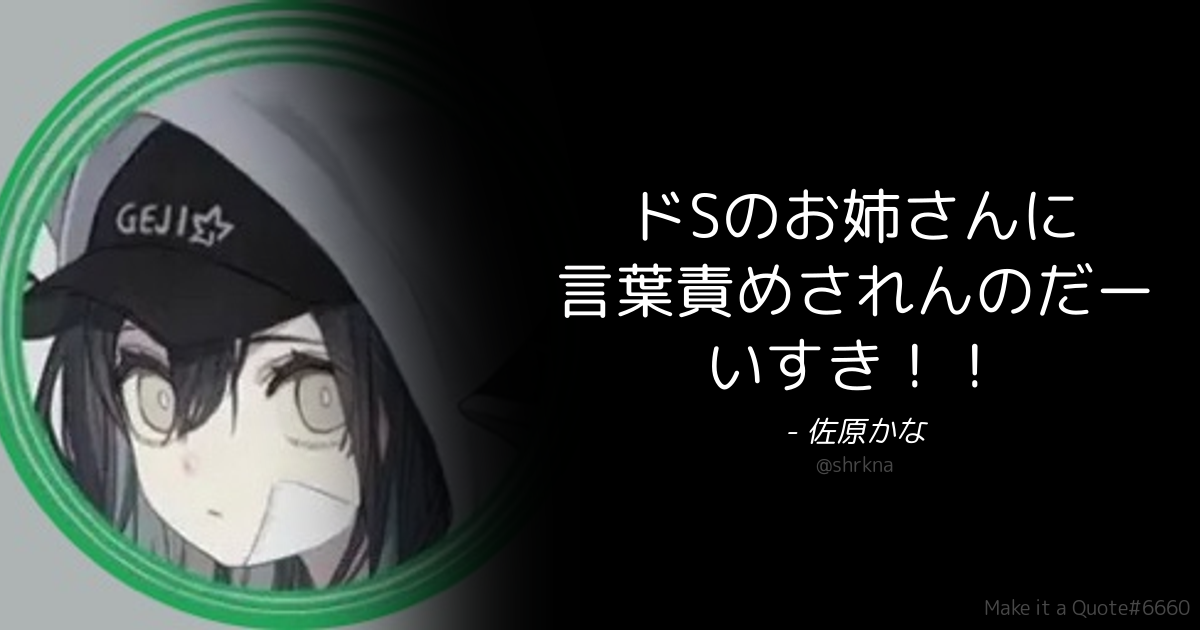 GEJI☆
ドSのお姉さんに
言葉責めされんのだー
いすき！！
- 佐原かな
@shrkna
Make it a Quote#6660